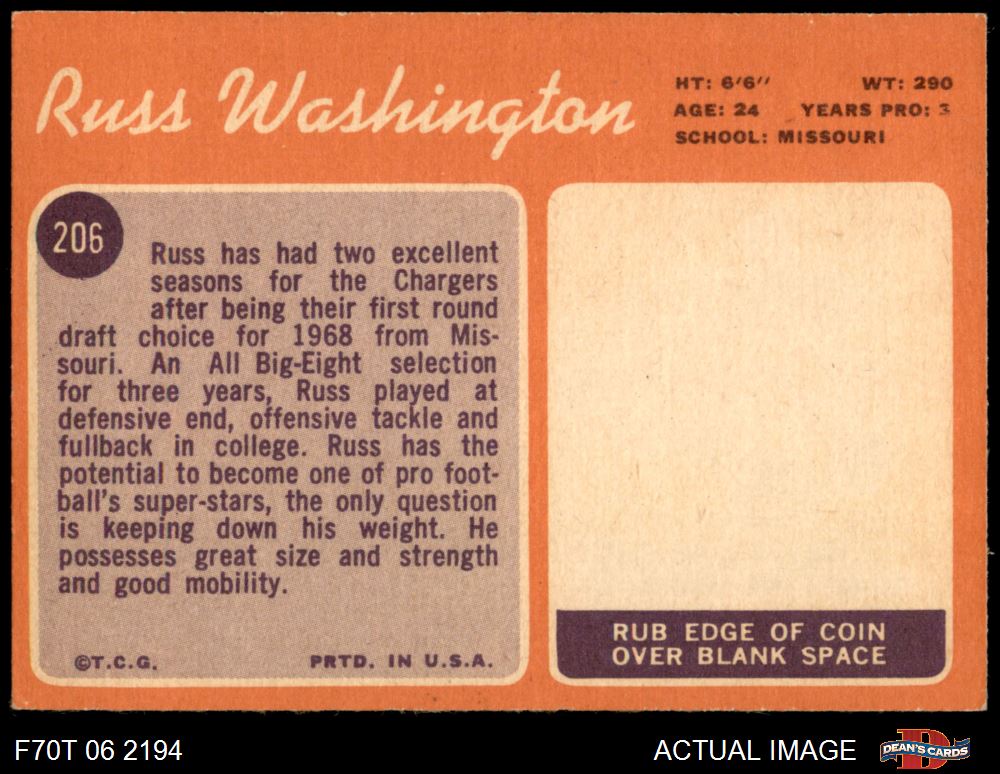 Russ Washington
HT: 6'6'' WT: 290
AGE: 24 YEARS PRO: 3
SCHOOL: MISSOURI
206
Russ has had two excellent
seasons for the Chargers
after being their first round
draft choice for 1968 from Mis-
souri. An All Big-Eight selection
for three years, Russ played at
defensive end, offensive tackle and
fullback in college. Russ has the
potential to become one of pro foot-
ball's super-stars, the only question
is keeping down his weight. He
possesses great size and strength
and good mobility.
©T.C.G. PRTD. IN U.S.A.
RUB EDGE OF COIN
OVER BLANK SPACE
F70T 06 2194 ACTUAL IMAGE
DEAN'S CARDS